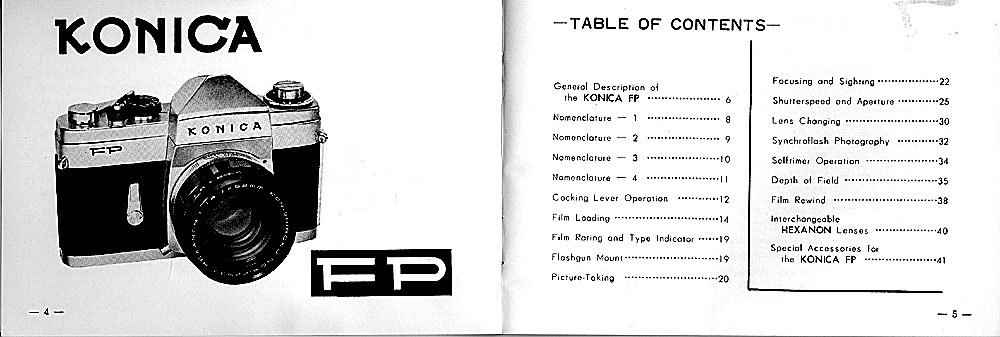 KONICA
KONICA
FP
FP
— 4 —
—TABLE OF CONTENTS—
General Description of
the KONICA FP ···················· 6
Nomenclature — 1 ···················· 8
Nomenclature — 2 ···················· 9
Nomenclature — 3 ····················10
Nomenclature — 4 ····················11
Cocking Lever Operation ············12
Film Loading ······························14
Film Rating and Type Indicator ······19
Flashgun Mount··························19
Picture-Taking ··························20
Focusing and Sighting ··················22
Shutterspeed and Aperture ············25
Lens Changing ························30
Synchroflash Photography ············32
Selftimer Operation ····················34
Depth of Field ··························35
Film Rewind ······························38
Interchangeable
HEXANON Lenses ··················40
Special Accessories for
the KONICA FP ······················41
— 5 —